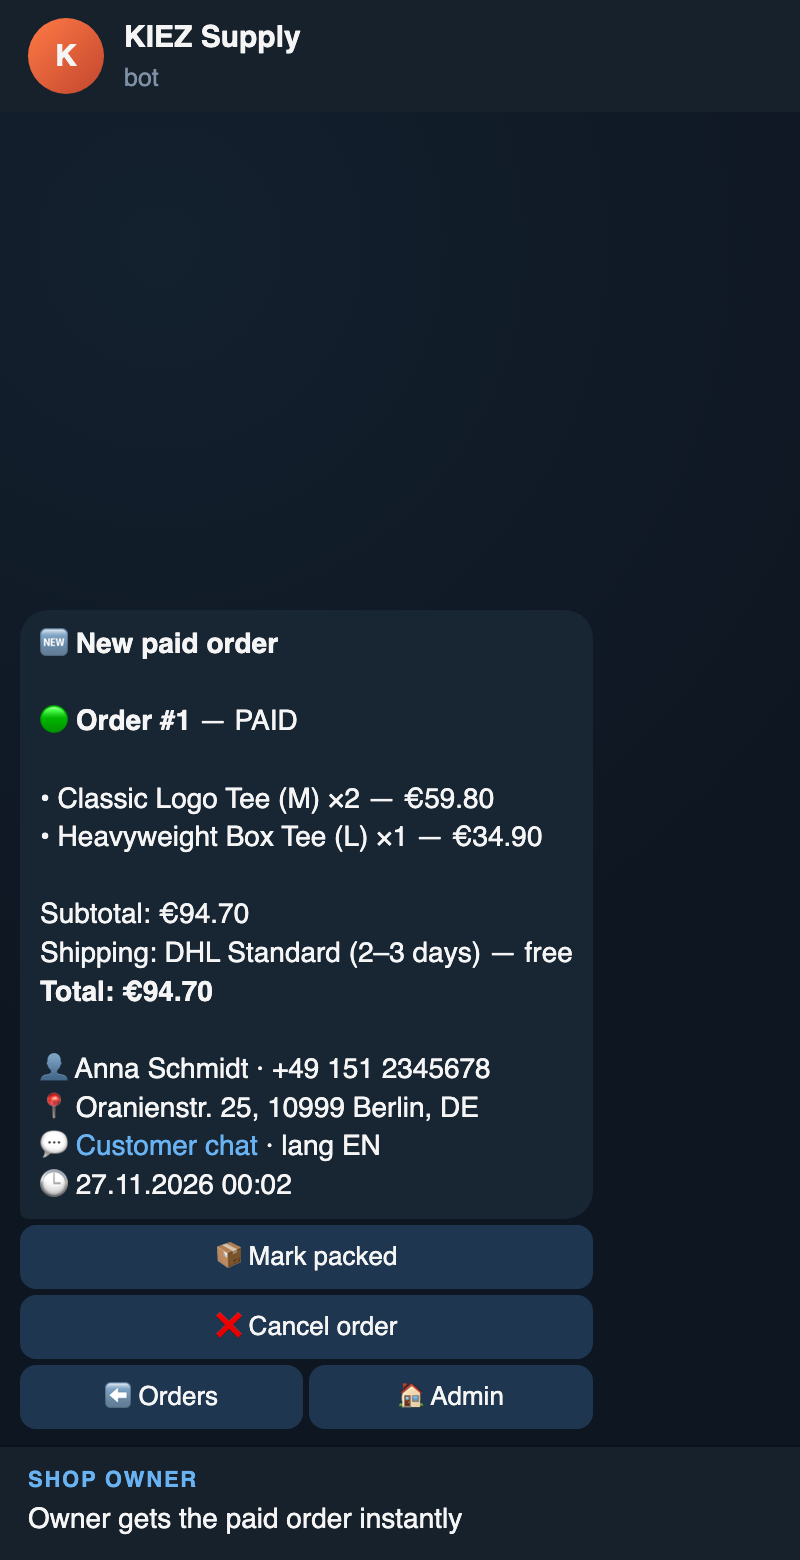 K
KIEZ Supply
bot
🆕 New paid order
🟢 Order #1 — PAID
• Classic Logo Tee (M) ×2 — €59.80
• Heavyweight Box Tee (L) ×1 — €34.90
Subtotal: €94.70
Shipping: DHL Standard (2–3 days) — free
Total: €94.70
👤 Anna Schmidt · +49 151 2345678
📍 Oranienstr. 25, 10999 Berlin, DE
💬 Customer chat · lang EN
🕒 27.11.2026 00:02
📦 Mark packed
❌ Cancel order
⬅️ Orders
🏠 Admin
SHOP OWNER
Owner gets the paid order instantly